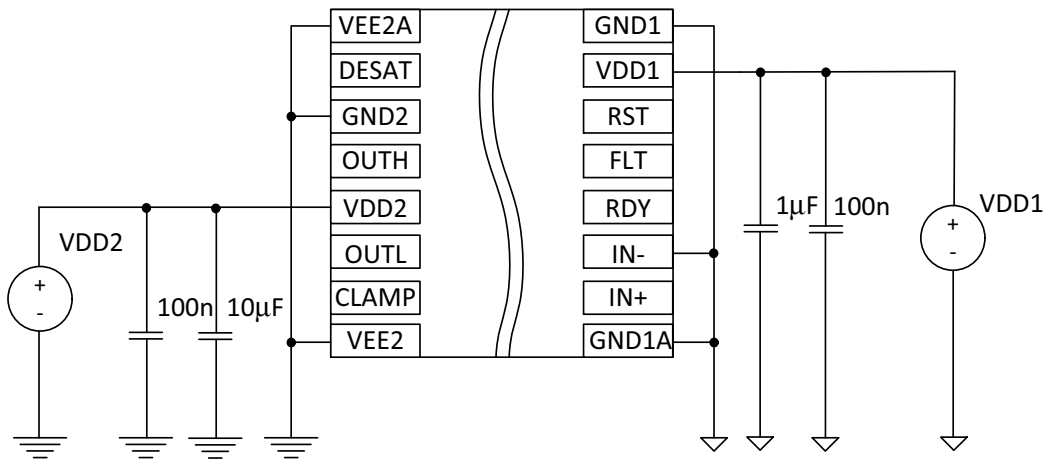 VEE2A
GND1
DESAT
VDD1
GND2
RST
OUTH
FLT
VDD2
RDY
OUTL
IN-
CLAMP
IN+
VEE2
GND1A
VDD2
+
-
100n
10μF
1μF
100n
VDD1
+
-